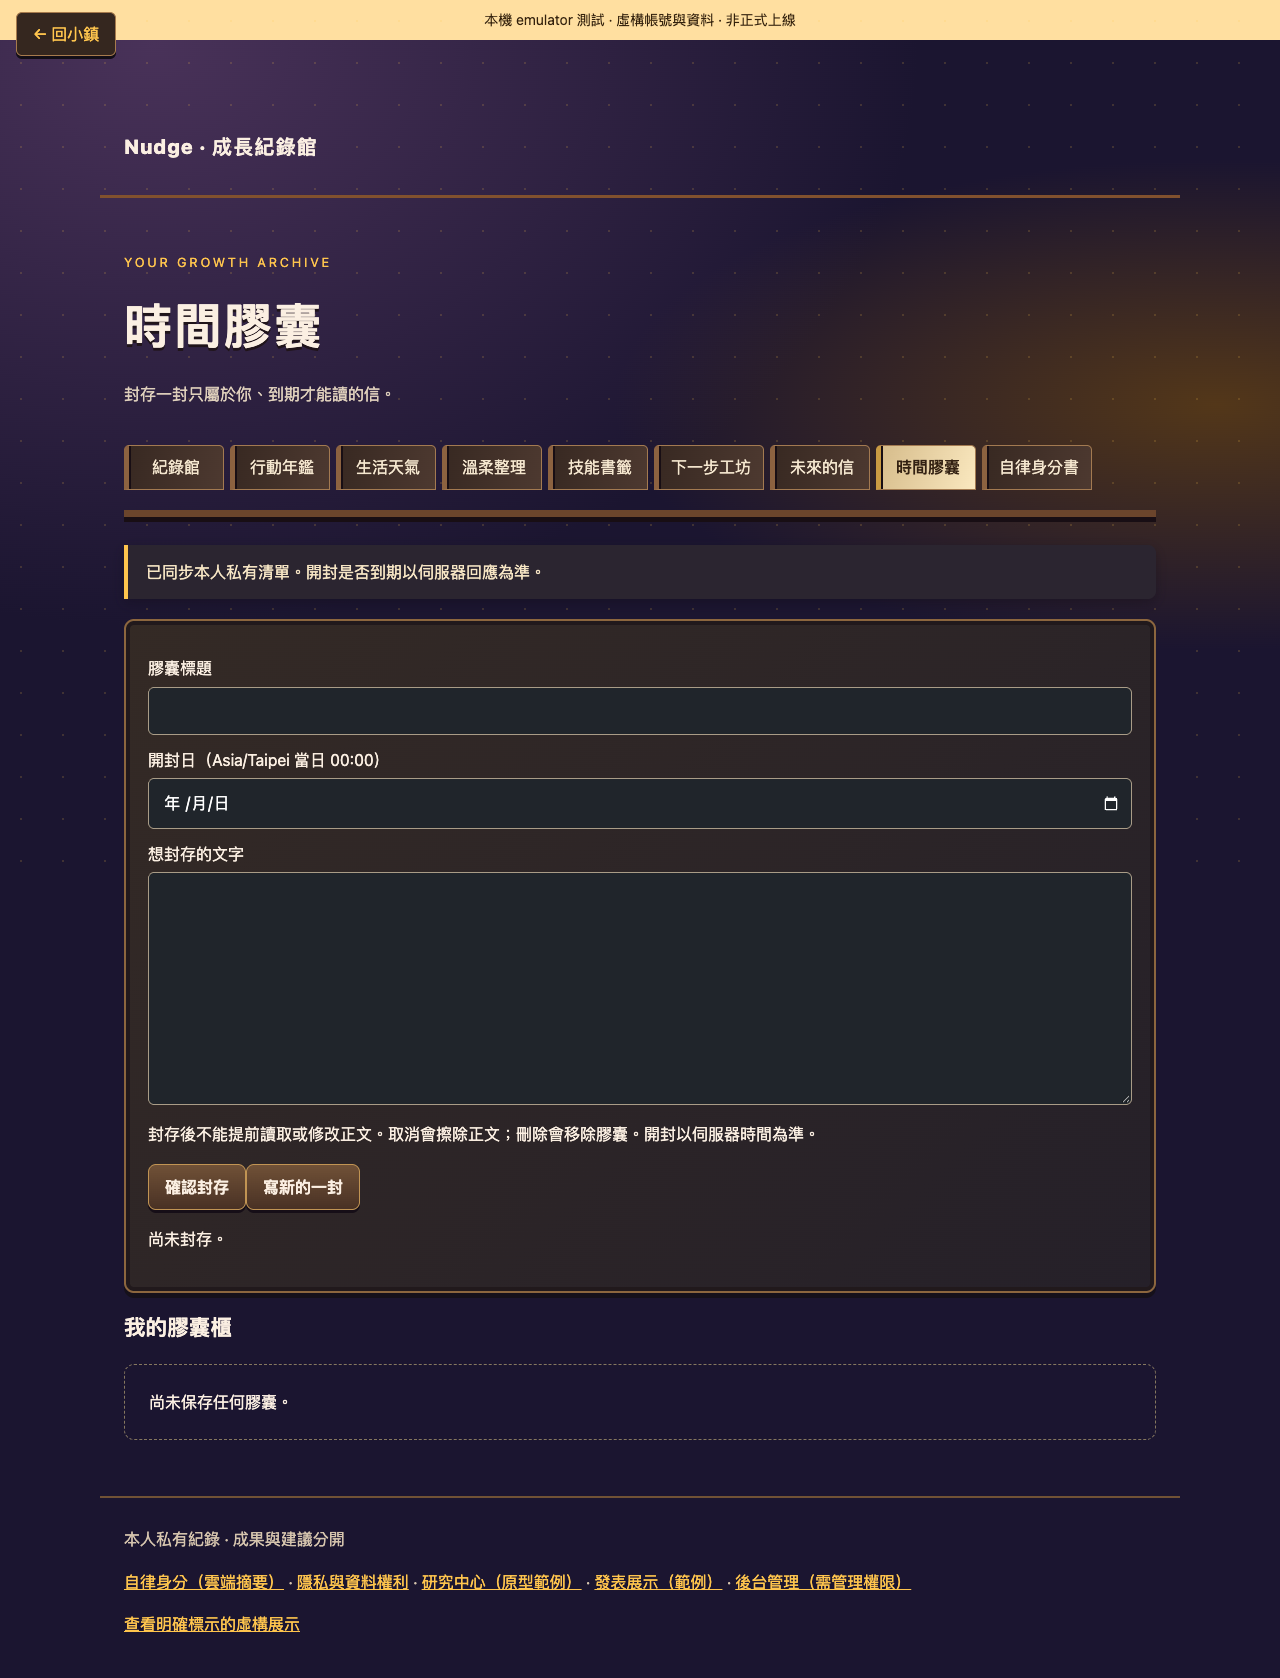 本機 emulator 測試 · 虛構帳號與資料 · 非正式上線
← 回小鎮
Nudge · 成長紀錄館
YOUR GROWTH ARCHIVE
時間膠囊
封存一封只屬於你、到期才能讀的信。
紀錄館 行動年鑑 生活天氣 溫柔整理 技能書籤 下一步工坊 未來的信 時間膠囊 自律身分書
已同步本人私有清單。開封是否到期以伺服器回應為準。
膠囊標題
開封日（Asia/Taipei 當日 00:00）
年 /月/日
想封存的文字
封存後不能提前讀取或修改正文。取消會擦除正文；刪除會移除膠囊。開封以伺服器時間為準。
確認封存 寫新的一封
尚未封存。
我的膠囊櫃
尚未保存任何膠囊。
本人私有紀錄 · 成果與建議分開
自律身分（雲端摘要） · 隱私與資料權利 · 研究中心（原型範例） · 發表展示（範例） · 後台管理（需管理權限）
查看明確標示的虛構展示